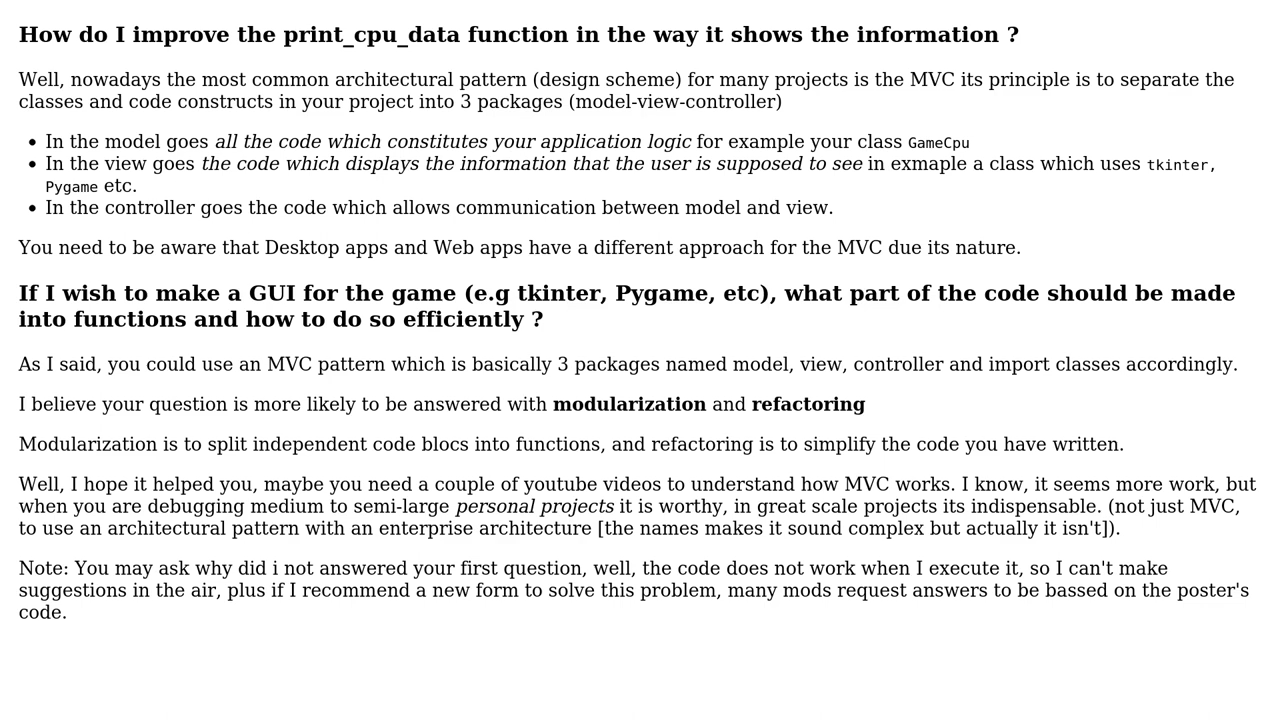 How do I improve the print_cpu_data function in the way it shows the information ?
Well, nowadays the most common architectural pattern (design scheme) for many projects is the MVC its principle is to separate the
classes and code constructs in your project into 3 packages (model-view-controller)
• In the model goes all the code which constitutes your application logic for example your class GameCpu
• In the view goes the code which displays the information that the user is supposed to see in exmaple a class which uses tkinter,
Pygame etc.
• In the controller goes the code which allows communication between model and view.
You need to be aware that Desktop apps and Web apps have a different approach for the MVC due its nature.
If I wish to make a GUI for the game (e.g tkinter, Pygame, etc), what part of the code should be made
into functions and how to do so efficiently ?
As I said, you could use an MVC pattern which is basically 3 packages named model, view, controller and import classes accordingly.
I believe your question is more likely to be answered with modularization and refactoring
Modularization is to split independent code blocs into functions, and refactoring is to simplify the code you have written.
Well, I hope it helped you, maybe you need a couple of youtube videos to understand how MVC works. I know, it seems more work, but
when you are debugging medium to semi-large personal projects it is worthy, in great scale projects its indispensable. (not just MVC,
to use an architectural pattern with an enterprise architecture [the names makes it sound complex but actually it isn't]).
Note: You may ask why did i not answered your first question, well, the code does not work when I execute it, so I can't make
suggestions in the air, plus if I recommend a new form to solve this problem, many mods request answers to be bassed on the poster's
code.